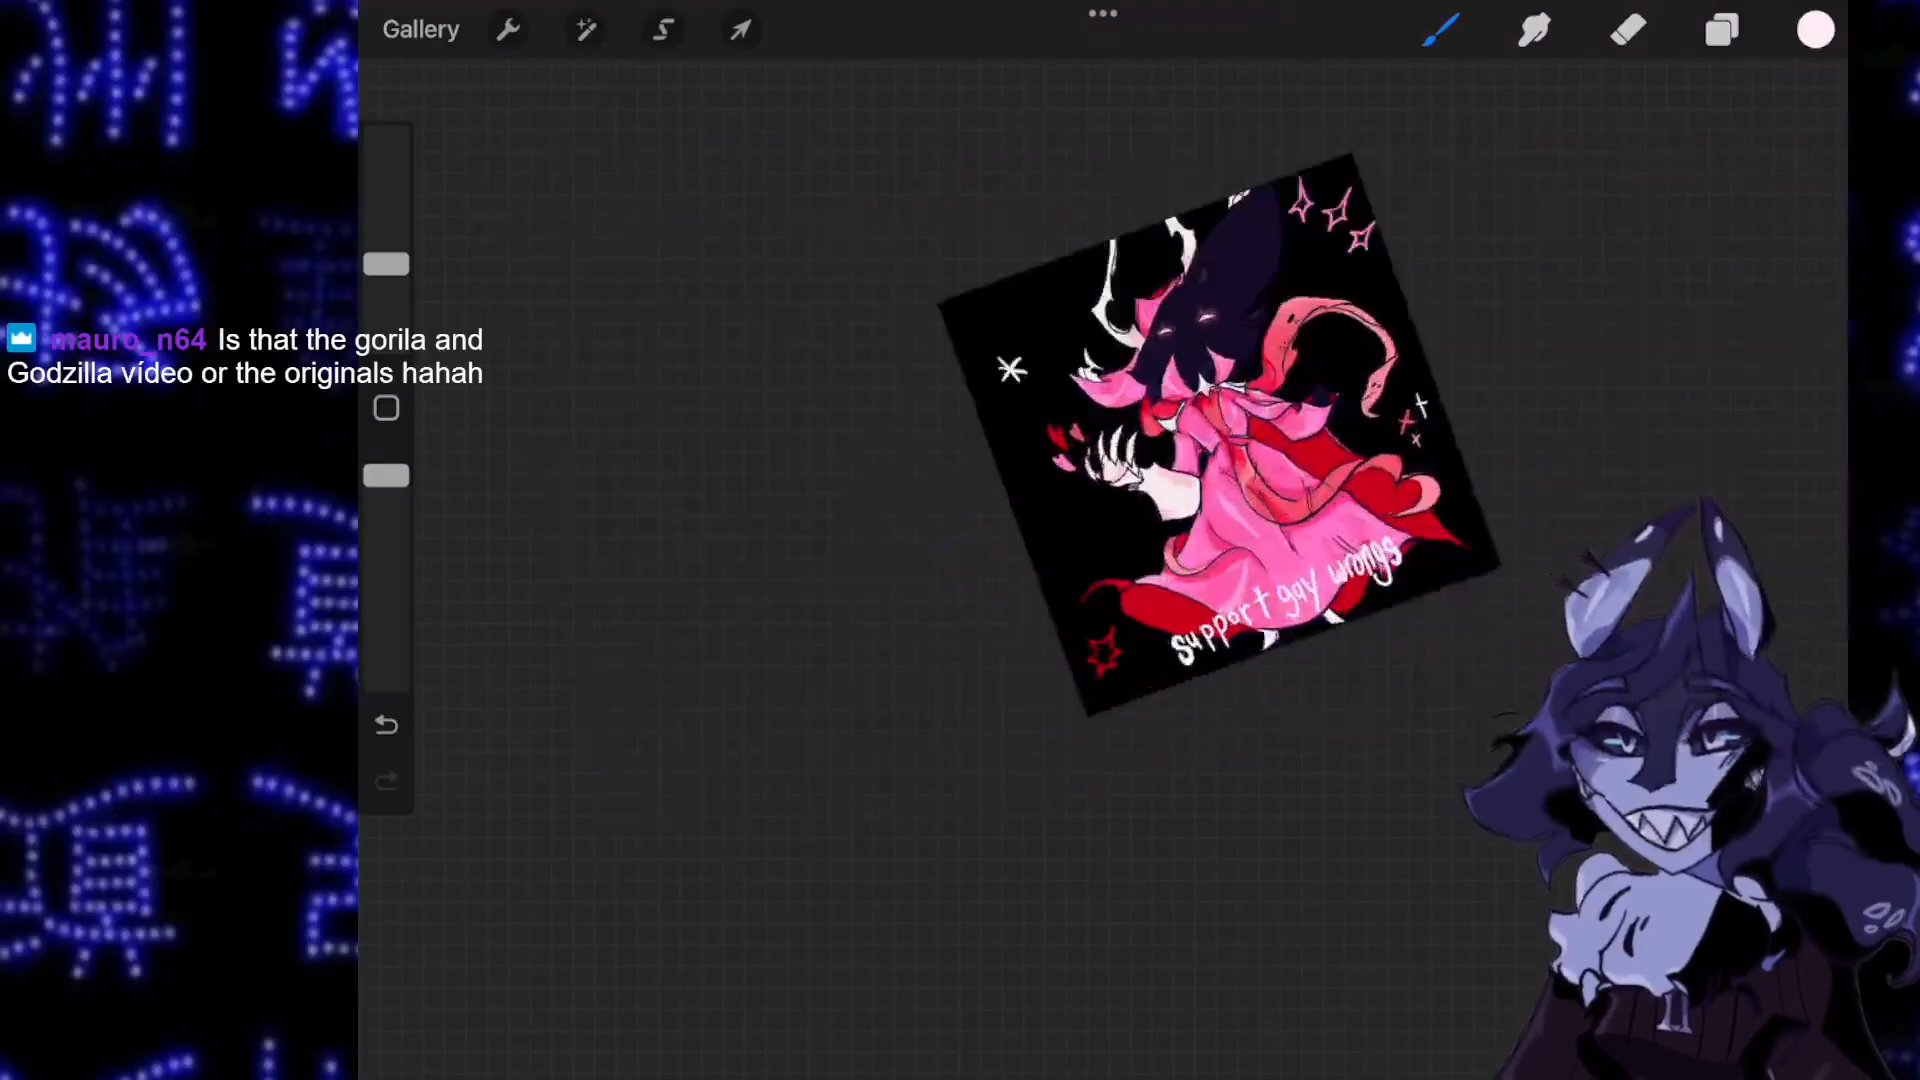 Gallery
mauro_n64 Is that the gorila and
Godzilla vídeo or the originals hahah
support gay wrongs